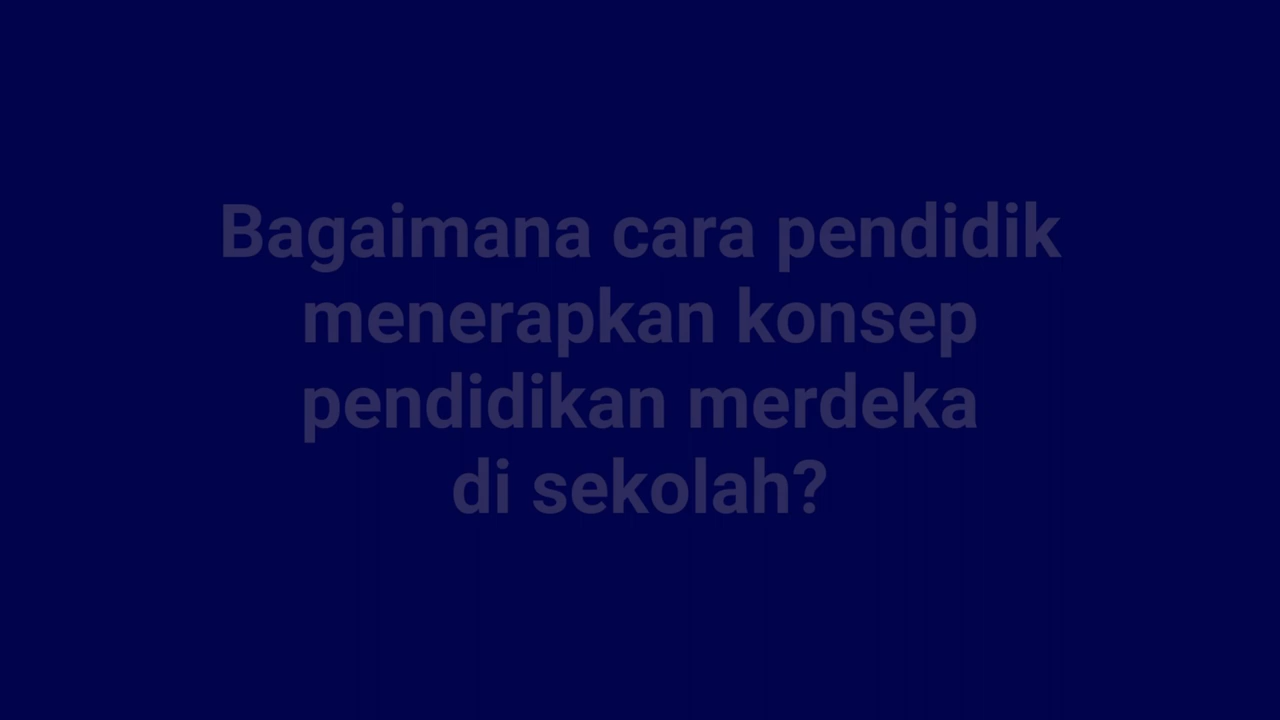 Bagaimana cara pendidik
menerapkan konsep
pendidikan merdeka
di sekolah?